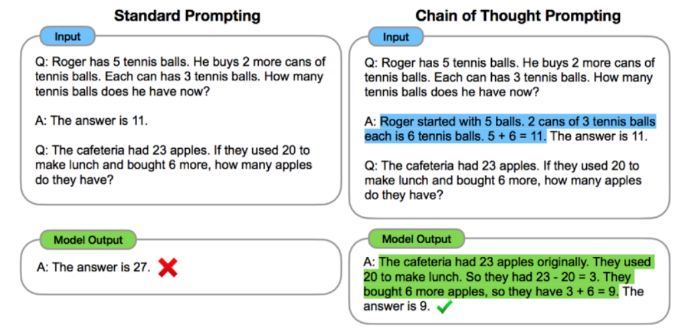 Standard Prompting
Input
Q: Roger has 5 tennis balls. He buys 2 more cans of
tennis balls. Each can has 3 tennis balls. How many
tennis balls does he have now?
A: The answer is 11.
Q: The cafeteria had 23 apples. If they used 20 to
make lunch and bought 6 more, how many apples
do they have?
Model Output
A: The answer is 27.
Chain of Thought Prompting
Input
Q: Roger has 5 tennis balls. He buys 2 more cans of
tennis balls. Each can has 3 tennis balls. How many
tennis balls does he have now?
A: Roger started with 5 balls. 2 cans of 3 tennis balls
each is 6 tennis balls. 5 + 6 = 11. The answer is 11.
Q: The cafeteria had 23 apples. If they used 20 to
make lunch and bought 6 more, how many apples
do they have?
Model Output
A: The cafeteria had 23 apples originally. They used
20 to make lunch. So they had 23 - 20 = 3. They
bought 6 more apples, so they have 3 + 6 = 9. The
answer is 9.